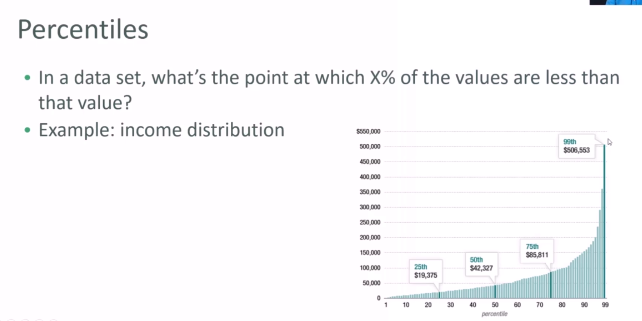 Percentiles
• In a data set, what's the point at which X% of the values are less than
that value?
• Example: income distribution
$550,000
500,000
450,000
400,000
350,000
300,000
250,000
200,000
150,000
100,000
50,000
0
99th
$506,553
75th
$85,811
50th
$42,327
25th
$19,375
1 10 20 30 40 50 60 70 80 90 99
percentile